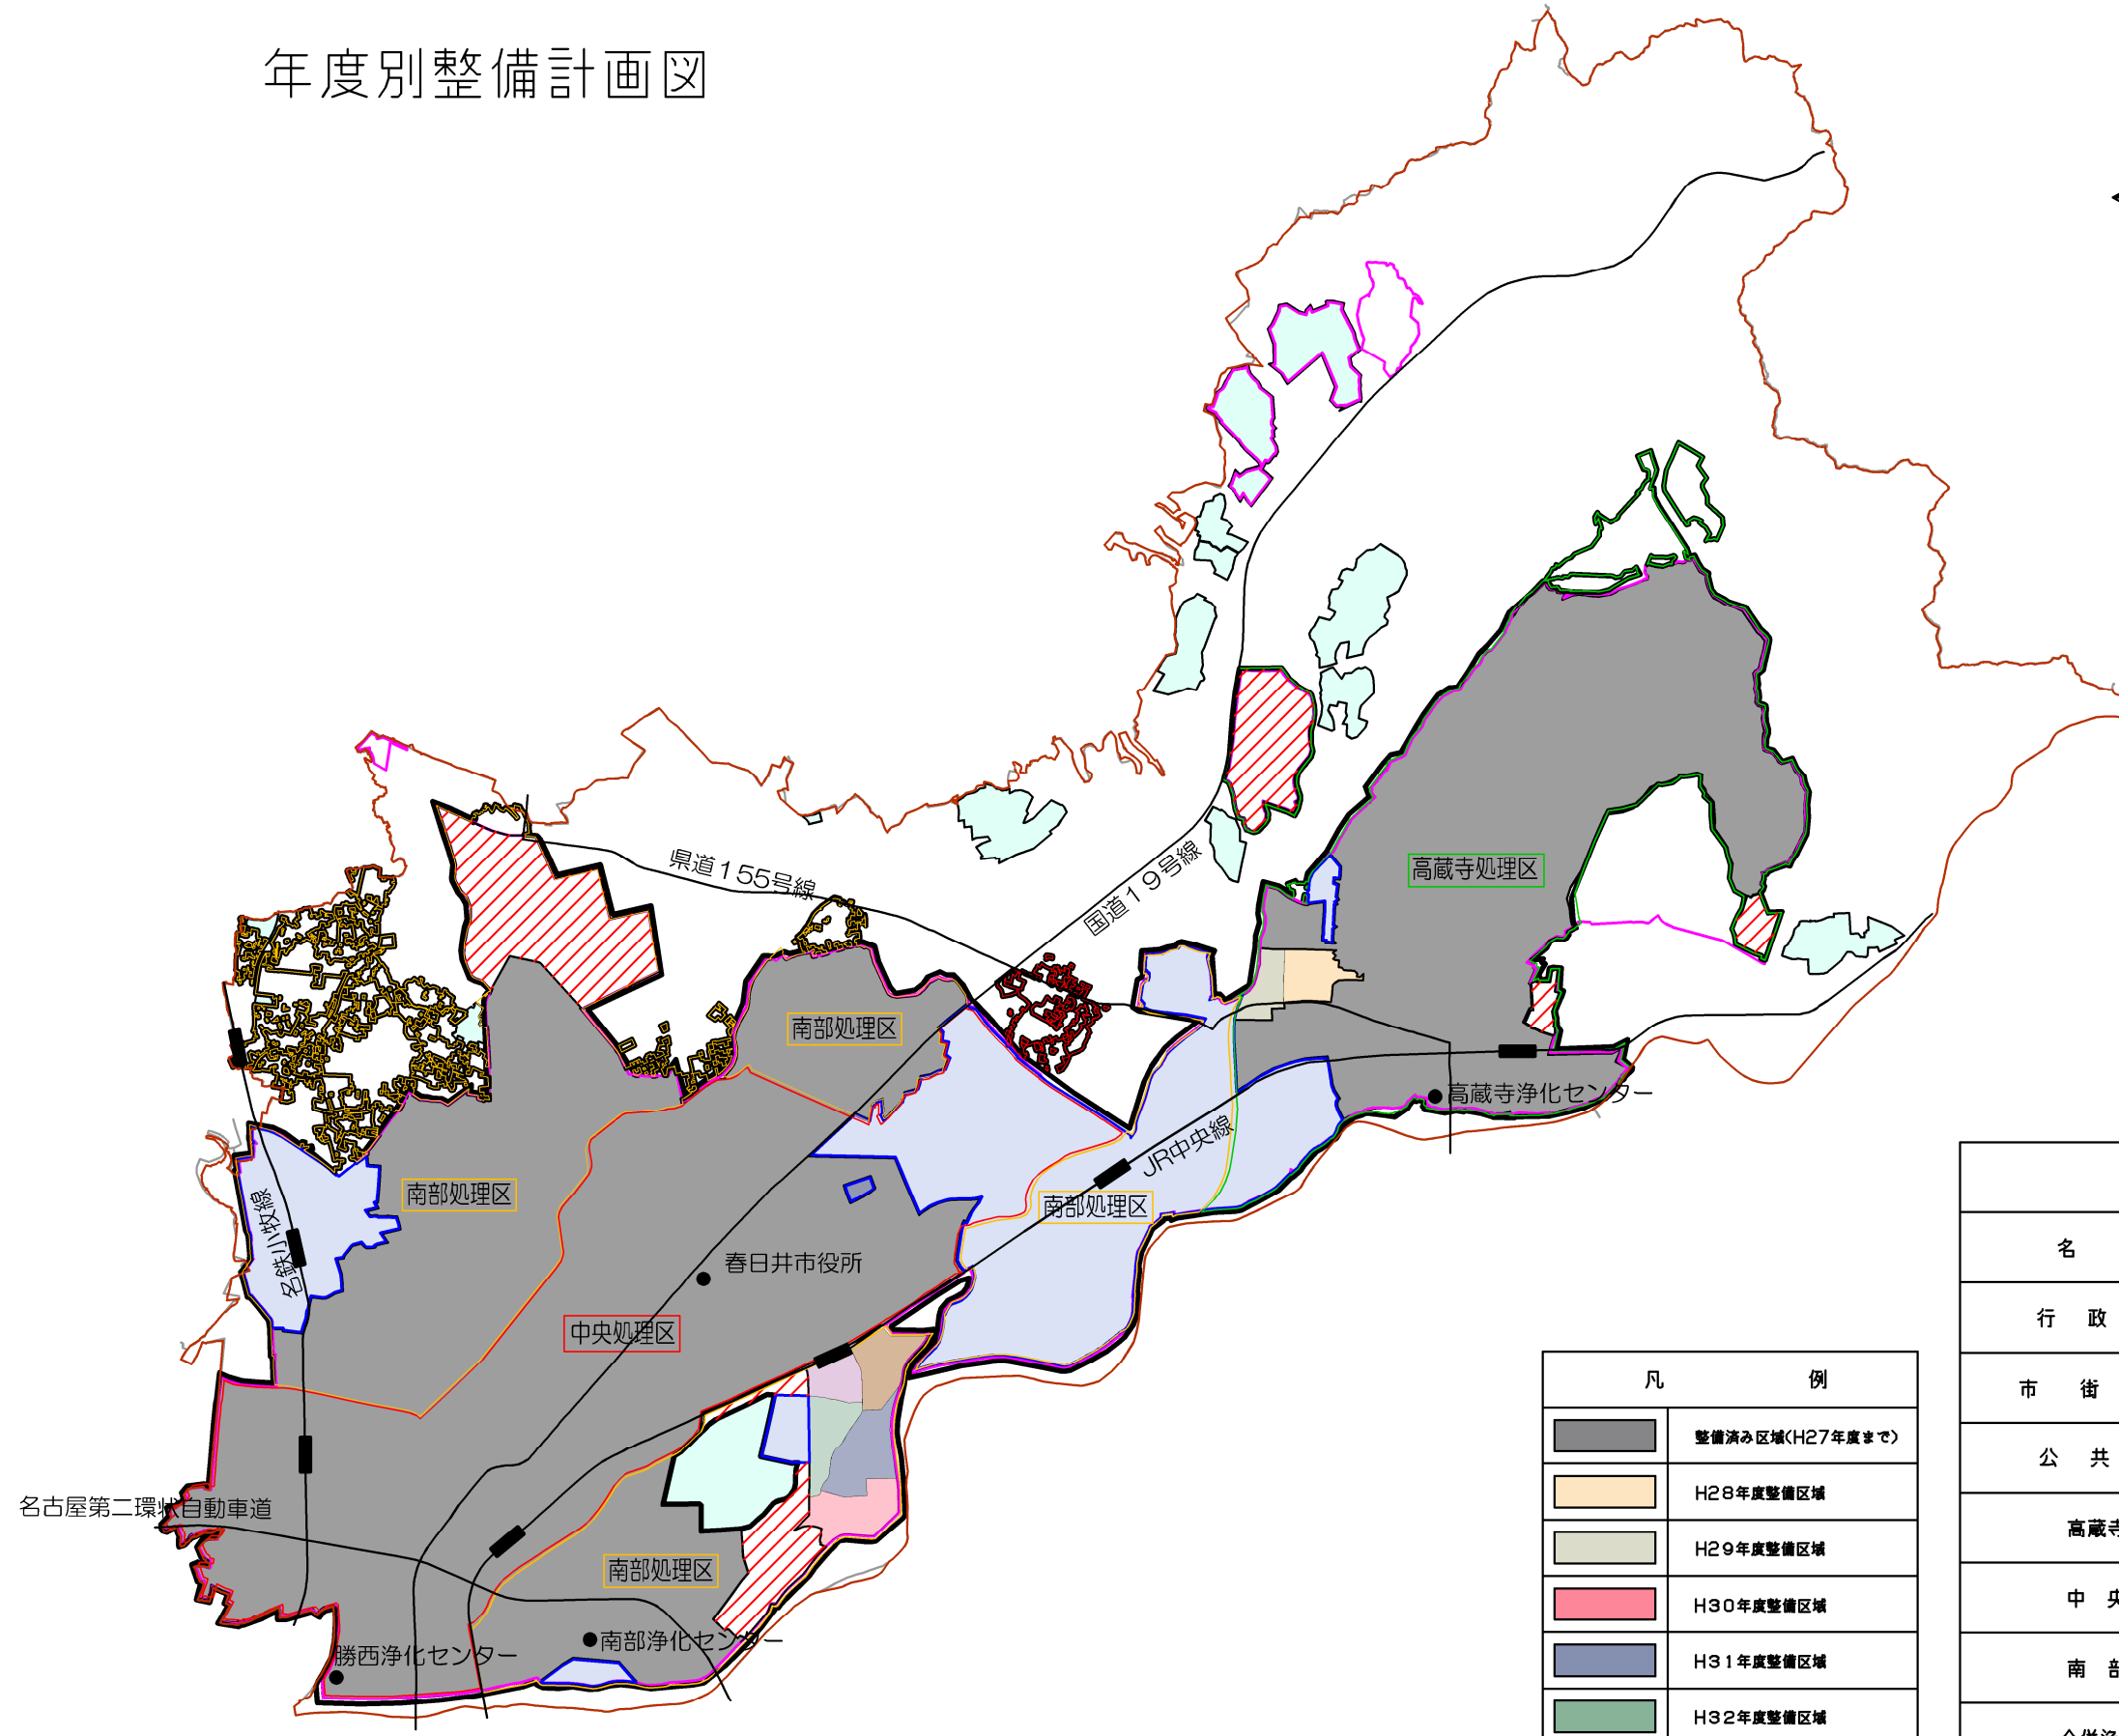 年度別整備計画図
県道155号線
国道19号線
高蔵寺処理区
南部処理区
高蔵寺浄化センター
JR中央線
南部処理区
南部処理区
名鉄小牧線
春日井市役所
中央処理区
名古屋第二環状自動車道
南部処理区
南部浄化センター
勝西浄化センター
凡 例
整備済み区域(H27年度まで)
H28年度整備区域
H29年度整備区域
H30年度整備区域
H31年度整備区域
H32年度整備区域
名
行 政
市 街
公 共
高蔵寺
中 央
南 部